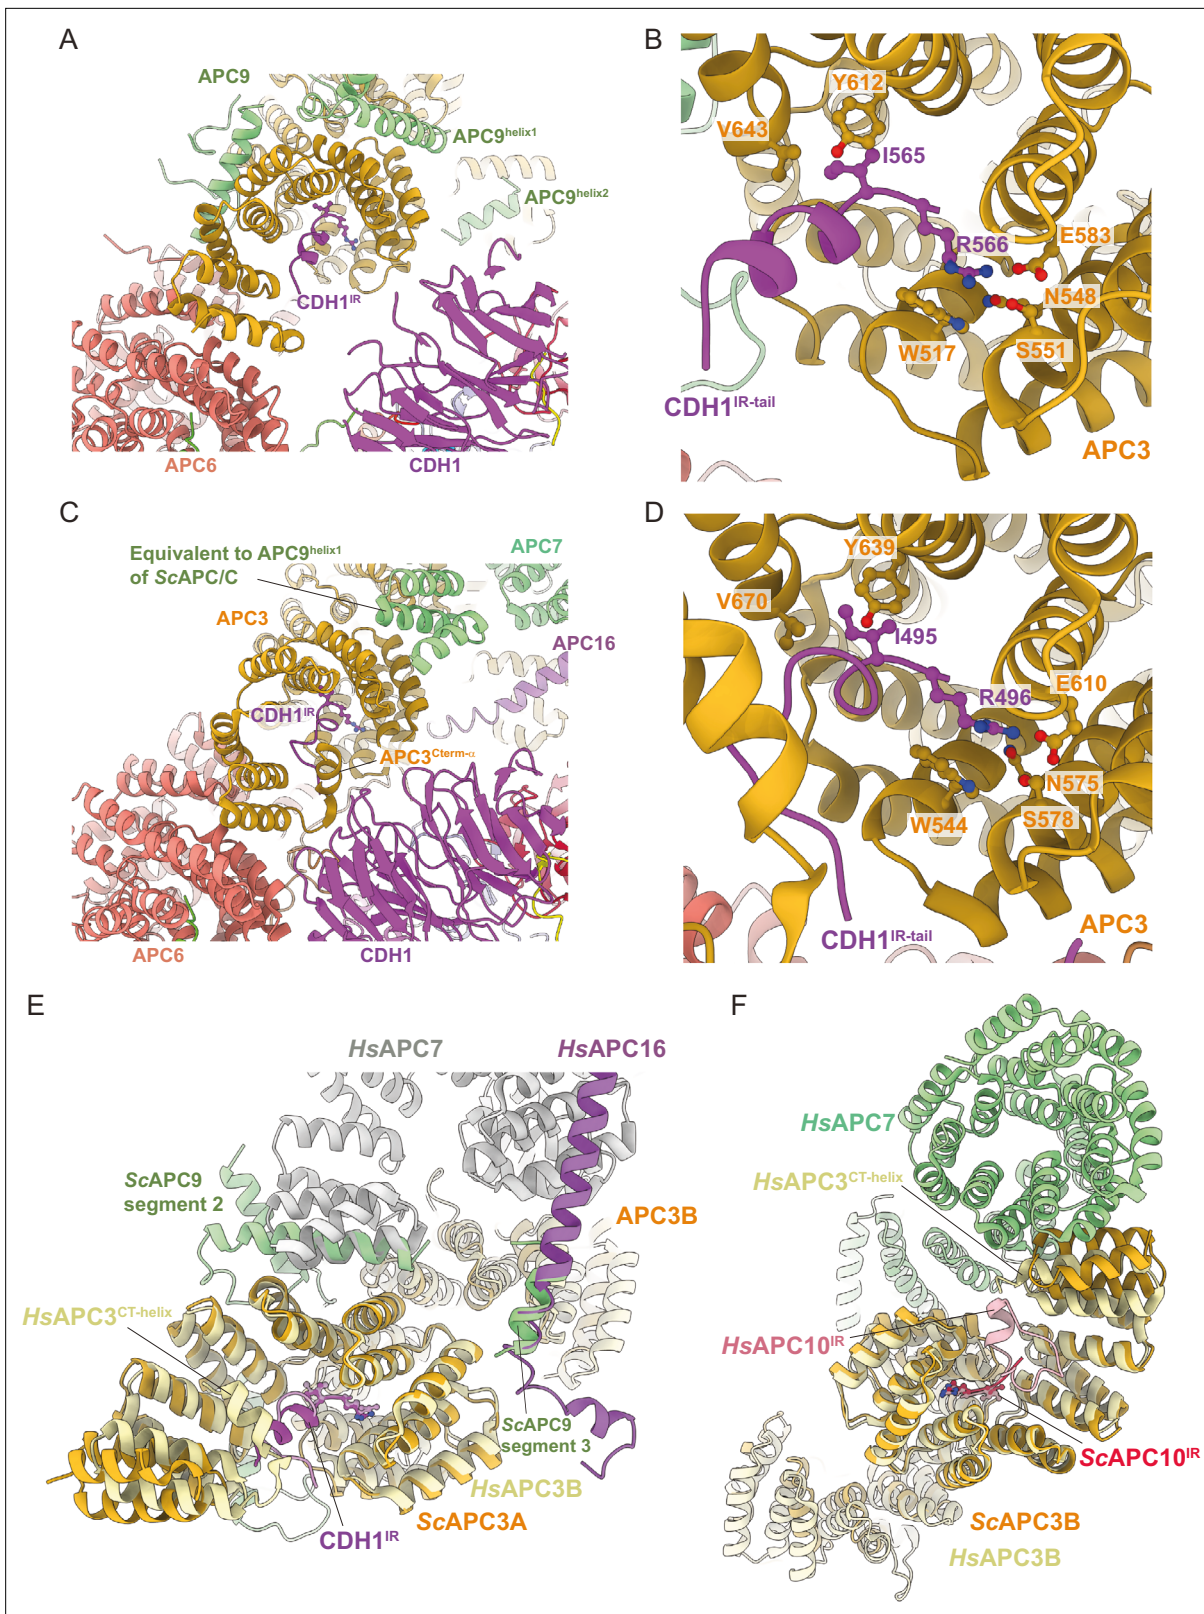 A
APC9
APC9helix1
APC9helix2
CDH1IR
APC6
CDH1
B
Y612
V643
I565
R566
E583
N548
W517
S551
CDH1IR-tail
APC3
C
Equivalent to APC9helix1
of ScAPC/C
APC7
APC3
APC16
CDH1IR
APC3Cterm-α
APC6
CDH1
D
Y639
V670
I495
R496
E610
N575
W544
S578
CDH1IR-tail
APC3
E
HsAPC7
HsAPC16
ScAPC9
segment 2
APC3B
HsAPC3CT-helix
ScAPC9
segment 3
HsAPC3B
ScAPC3A
CDH1IR
F
HsAPC7
HsAPC3CT-helix
HsAPC10IR
ScAPC10IR
ScAPC3B
HsAPC3B